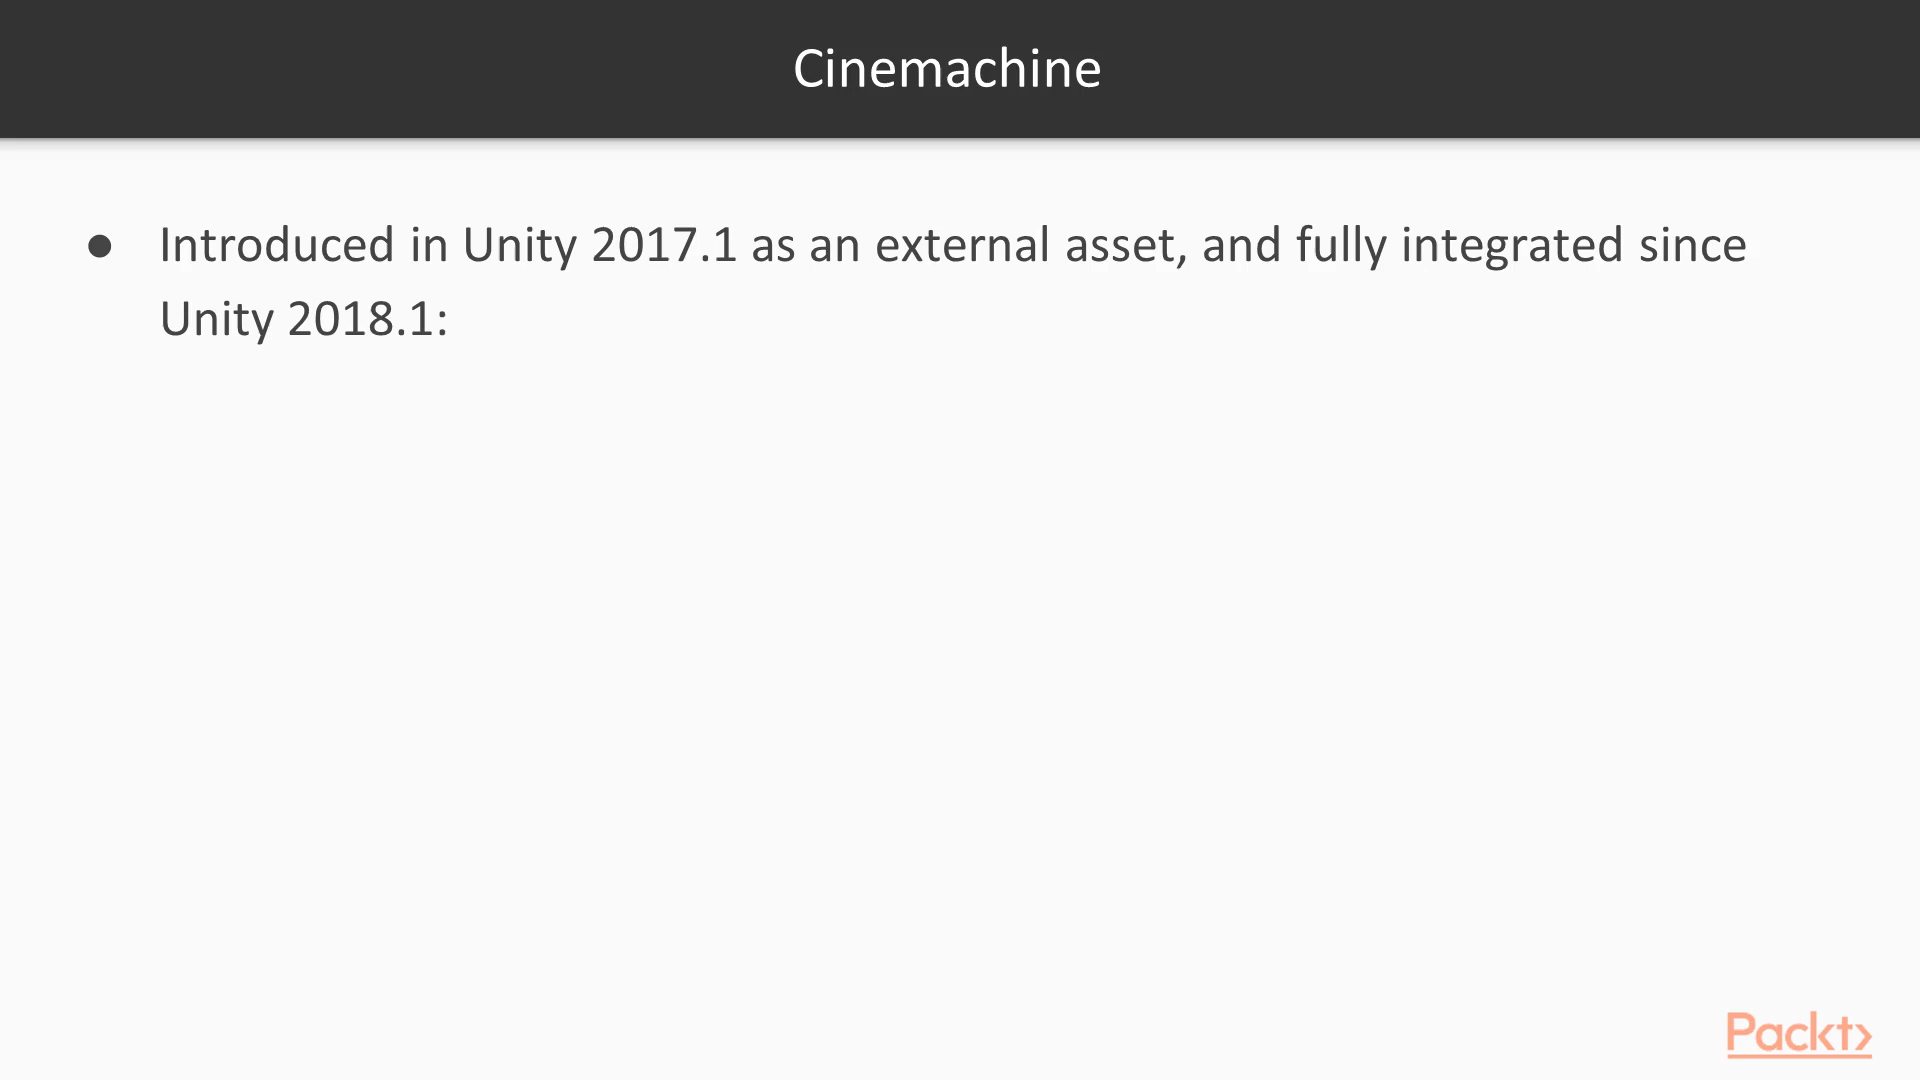 Cinemachine
● Introduced in Unity 2017.1 as an external asset, and fully integrated since
Unity 2018.1:
Packt>